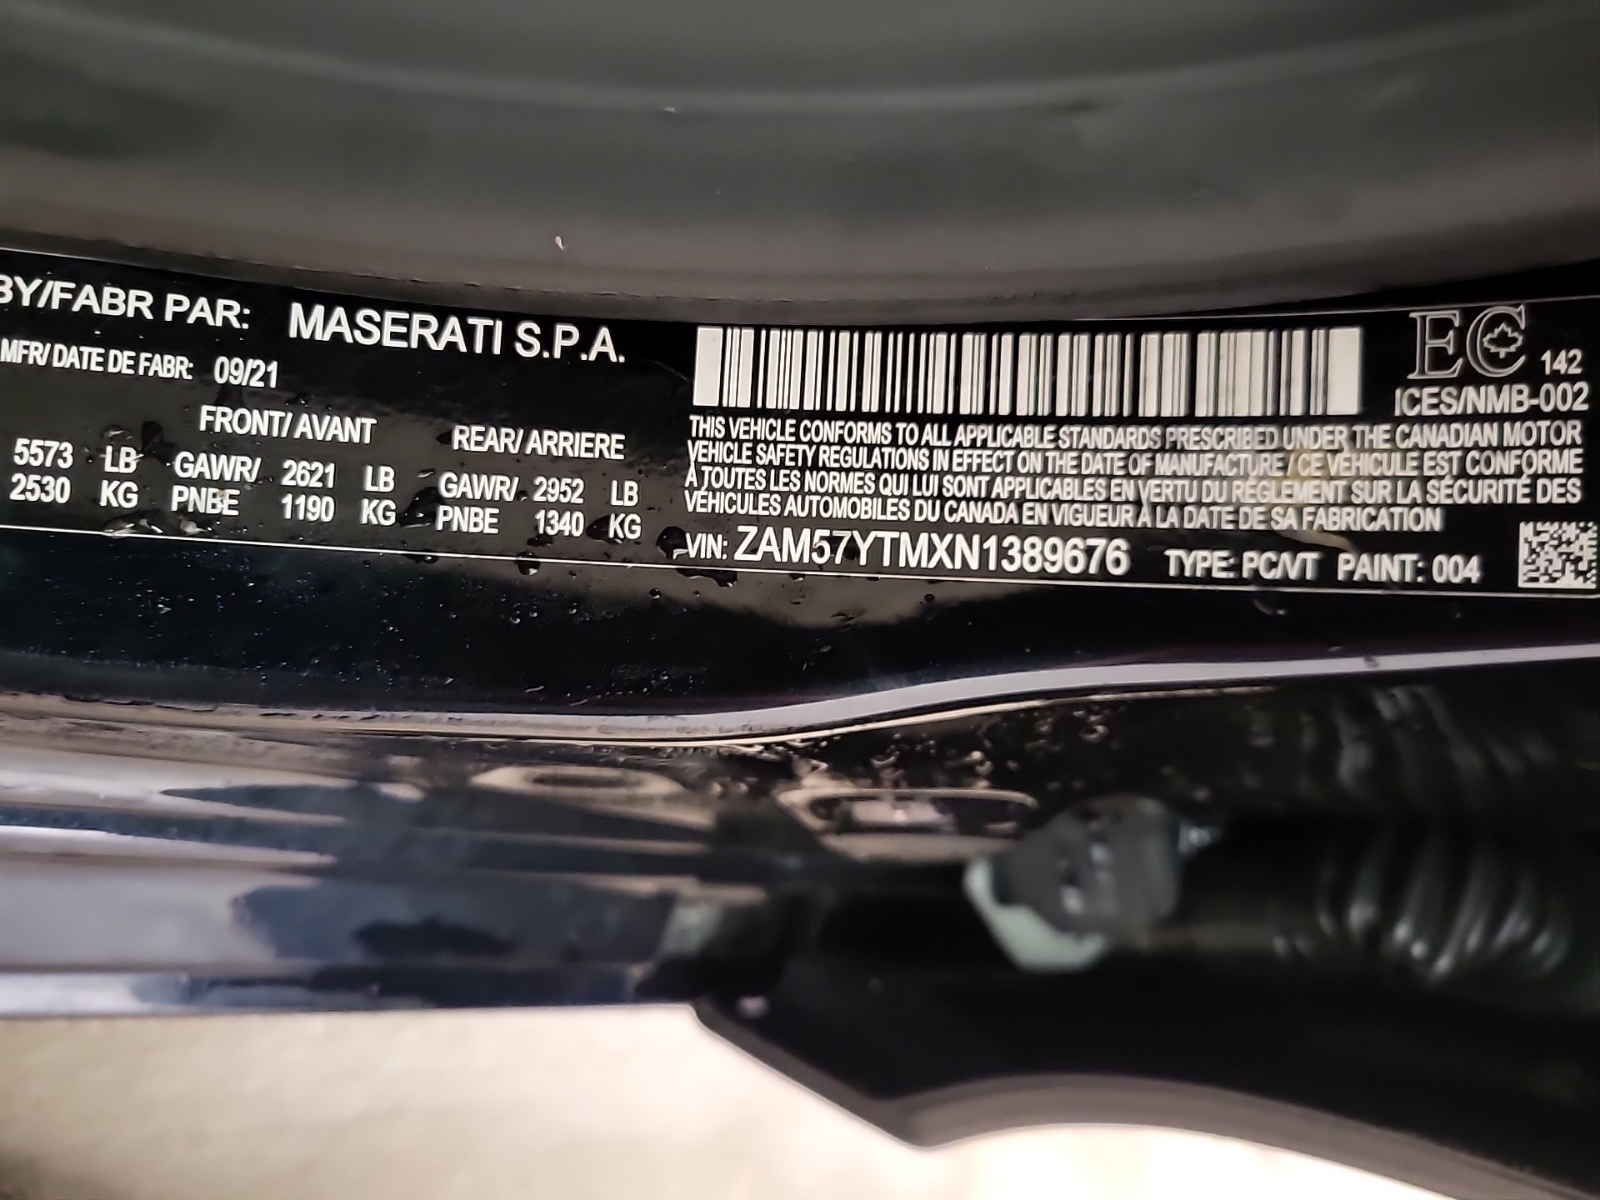 BY/FABR PAR: MASERATI S.P.A.
MFR/ DATE DE FABR: 09/21
FRONT/ AVANT REAR/ ARRIERE
5573 LB GAWR/ 2621 LB GAWR/ 2952 LB
2530 KG PNBE 1190 KG PNBE 1340 KG
EC 142
ICES/NMB-002
THIS VEHICLE CONFORMS TO ALL APPLICABLE STANDARDS PRESCRIBED UNDER THE CANADIAN MOTOR
VEHICLE SAFETY REGULATIONS IN EFFECT ON THE DATE OF MANUFACTURE / CE VÉHICULE EST CONFORME
À TOUTES LES NORMES QUI LUI SONT APPLICABLES EN VERTU DU RÈGLEMENT SUR LA SÉCURITÉ DES
VÉHICULES AUTOMOBILES DU CANADA EN VIGUEUR À LA DATE DE SA FABRICATION
VIN: ZAM57YTMXN1389676 TYPE: PC/VT PAINT: 004